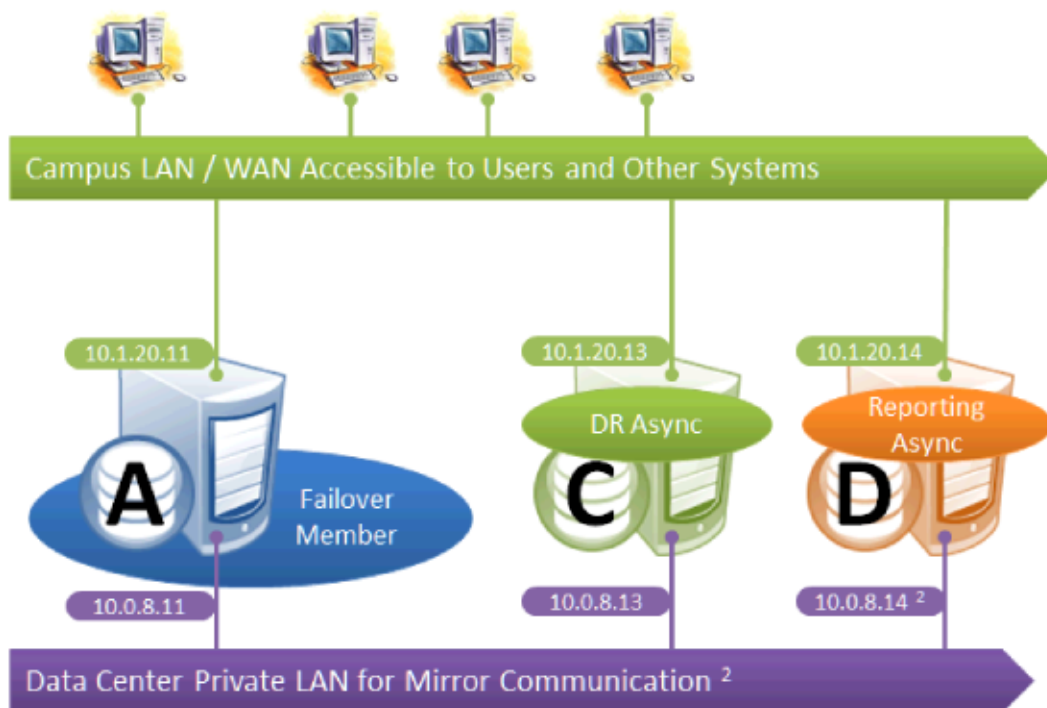 Campus LAN / WAN Accessible to Users and Other Systems
10.1.20.11
10.1.20.13
10.1.20.14
DR Async
Reporting
Async
A
C
D
Failover
Member
10.0.8.11
10.0.8.13
10.0.8.14 ²
Data Center Private LAN for Mirror Communication ²